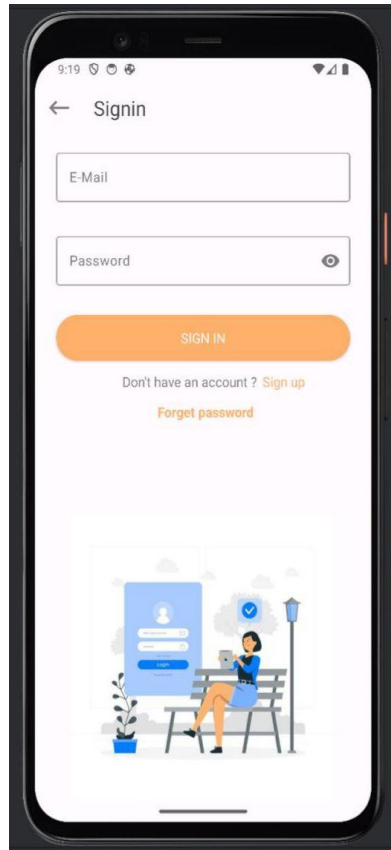 9:19
Signin
E-Mail
Password
SIGN IN
Don't have an account ? Sign up
Forget password
Login